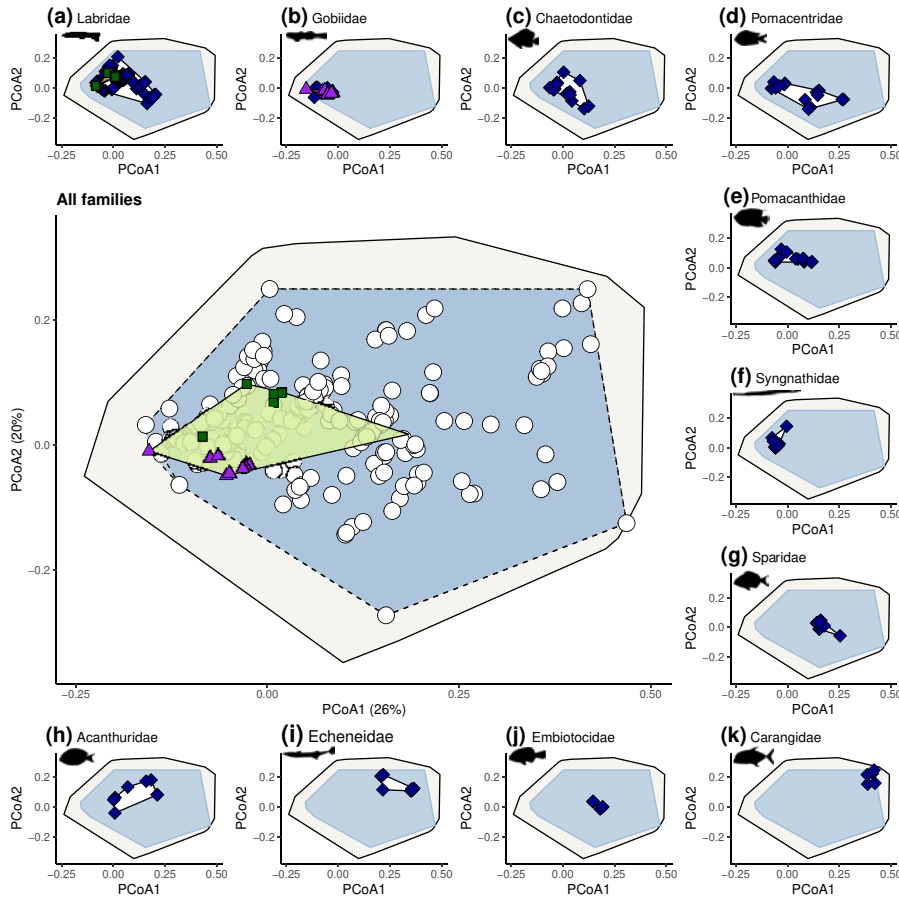 (a) Labridae
(b) Gobiidae
(c) Chaetodontidae
(d) Pomacentridae
PCoA2
0.2
0.0
−0.2
−0.25 0.00 0.25 0.50
PCoA1
PCoA2
0.2
0.0
−0.2
−0.25 0.00 0.25 0.50
PCoA1
PCoA2
0.2
0.0
−0.2
−0.25 0.00 0.25 0.50
PCoA1
PCoA2
0.2
0.0
−0.2
−0.25 0.00 0.25 0.50
PCoA1
All families
PCoA2 (20%)
0.2
0.0
−0.2
−0.25 0.00 0.25 0.50
PCoA1 (26%)
(e) Pomacanthidae
PCoA2
0.2
0.0
−0.2
−0.25 0.00 0.25 0.50
PCoA1
(f) Syngnathidae
PCoA2
0.2
0.0
−0.2
−0.25 0.00 0.25 0.50
PCoA1
(g) Sparidae
PCoA2
0.2
0.0
−0.2
−0.25 0.00 0.25 0.50
PCoA1
(h) Acanthuridae
PCoA2
0.2
0.0
−0.2
−0.25 0.00 0.25 0.50
PCoA1
(i) Echeneidae
PCoA2
0.2
0.0
−0.2
−0.25 0.00 0.25 0.50
PCoA1
(j) Embiotocidae
PCoA2
0.2
0.0
−0.2
−0.25 0.00 0.25 0.50
PCoA1
(k) Carangidae
PCoA2
0.2
0.0
−0.2
−0.25 0.00 0.25 0.50
PCoA1